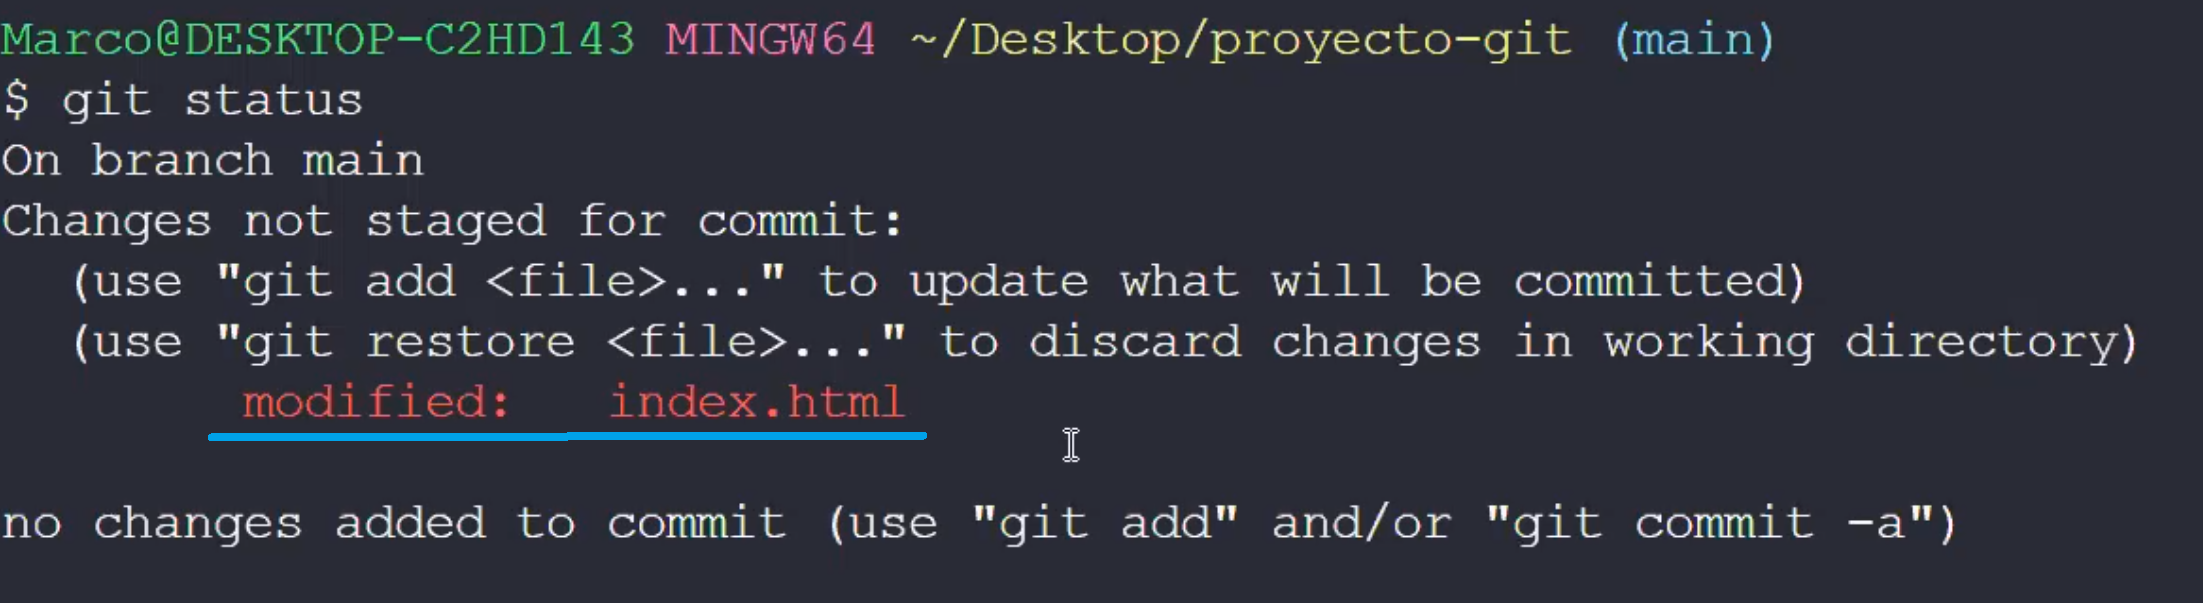 Marco@DESKTOP-C2HD143 MINGW64 ~/Desktop/proyecto-git (main)
$ git status
On branch main
Changes not staged for commit:
  (use "git add <file>..." to update what will be committed)
  (use "git restore <file>..." to discard changes in working directory)
        modified:   index.html
no changes added to commit (use "git add" and/or "git commit -a")